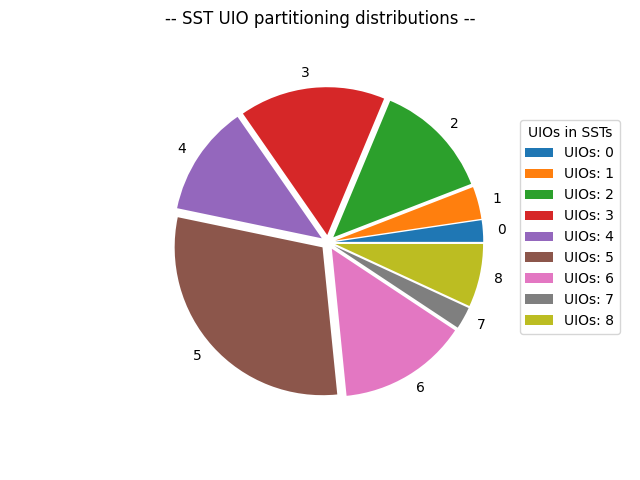 -- SST UIO partitioning distributions --
3
2
4
1
0
8
7
5
6
UIOs in SSTs
UIOs: 0
UIOs: 1
UIOs: 2
UIOs: 3
UIOs: 4
UIOs: 5
UIOs: 6
UIOs: 7
UIOs: 8